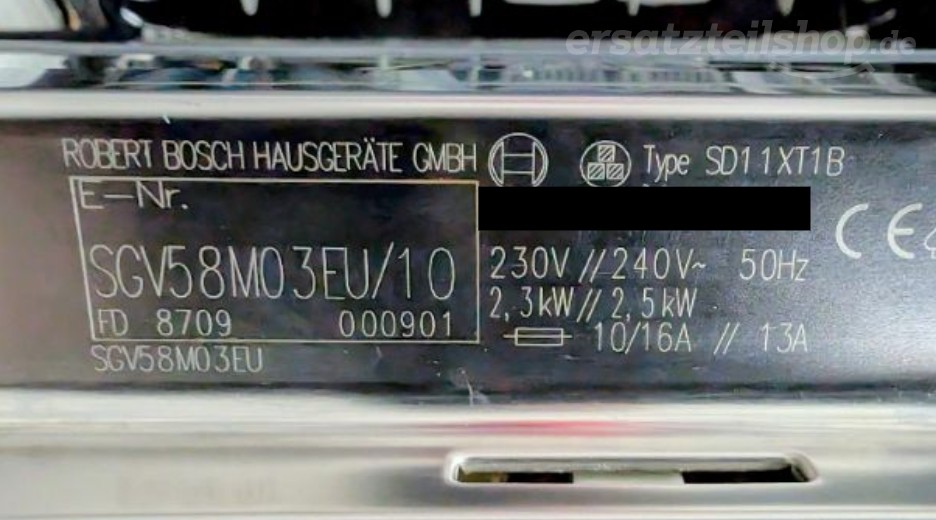 ersatzteilshop.de
ROBERT BOSCH HAUSGERÄTE GMBH Type SD11XT1B
E-Nr.
SGV58M03EU/10
FD 8709 000901
SGV58M03EU
230V//240V~ 50Hz
2,3kW//2,5kW
10/16A // 13A
CE